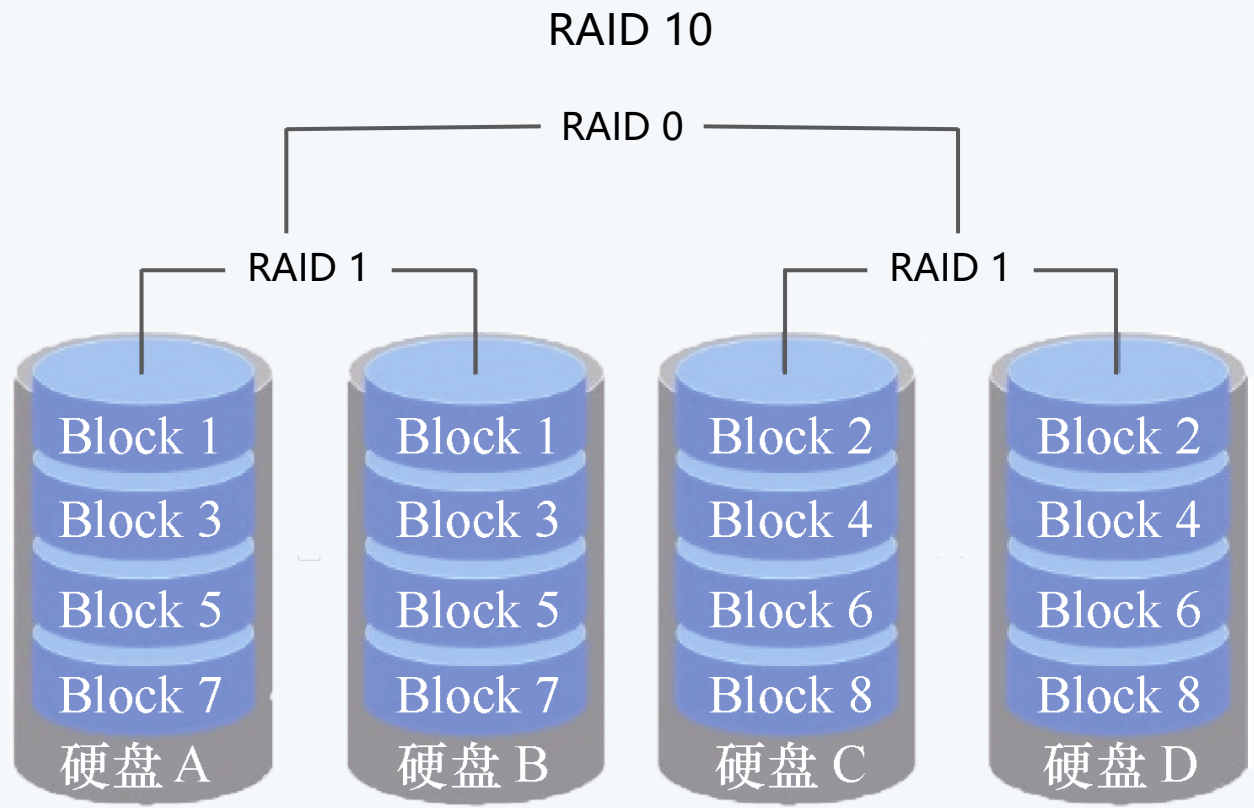 RAID 10
RAID 0
RAID 1
RAID 1
Block 1
Block 1
Block 2
Block 2
Block 3
Block 3
Block 4
Block 4
Block 5
Block 5
Block 6
Block 6
Block 7
Block 7
Block 8
Block 8
硬盘 A
硬盘 B
硬盘 C
硬盘 D